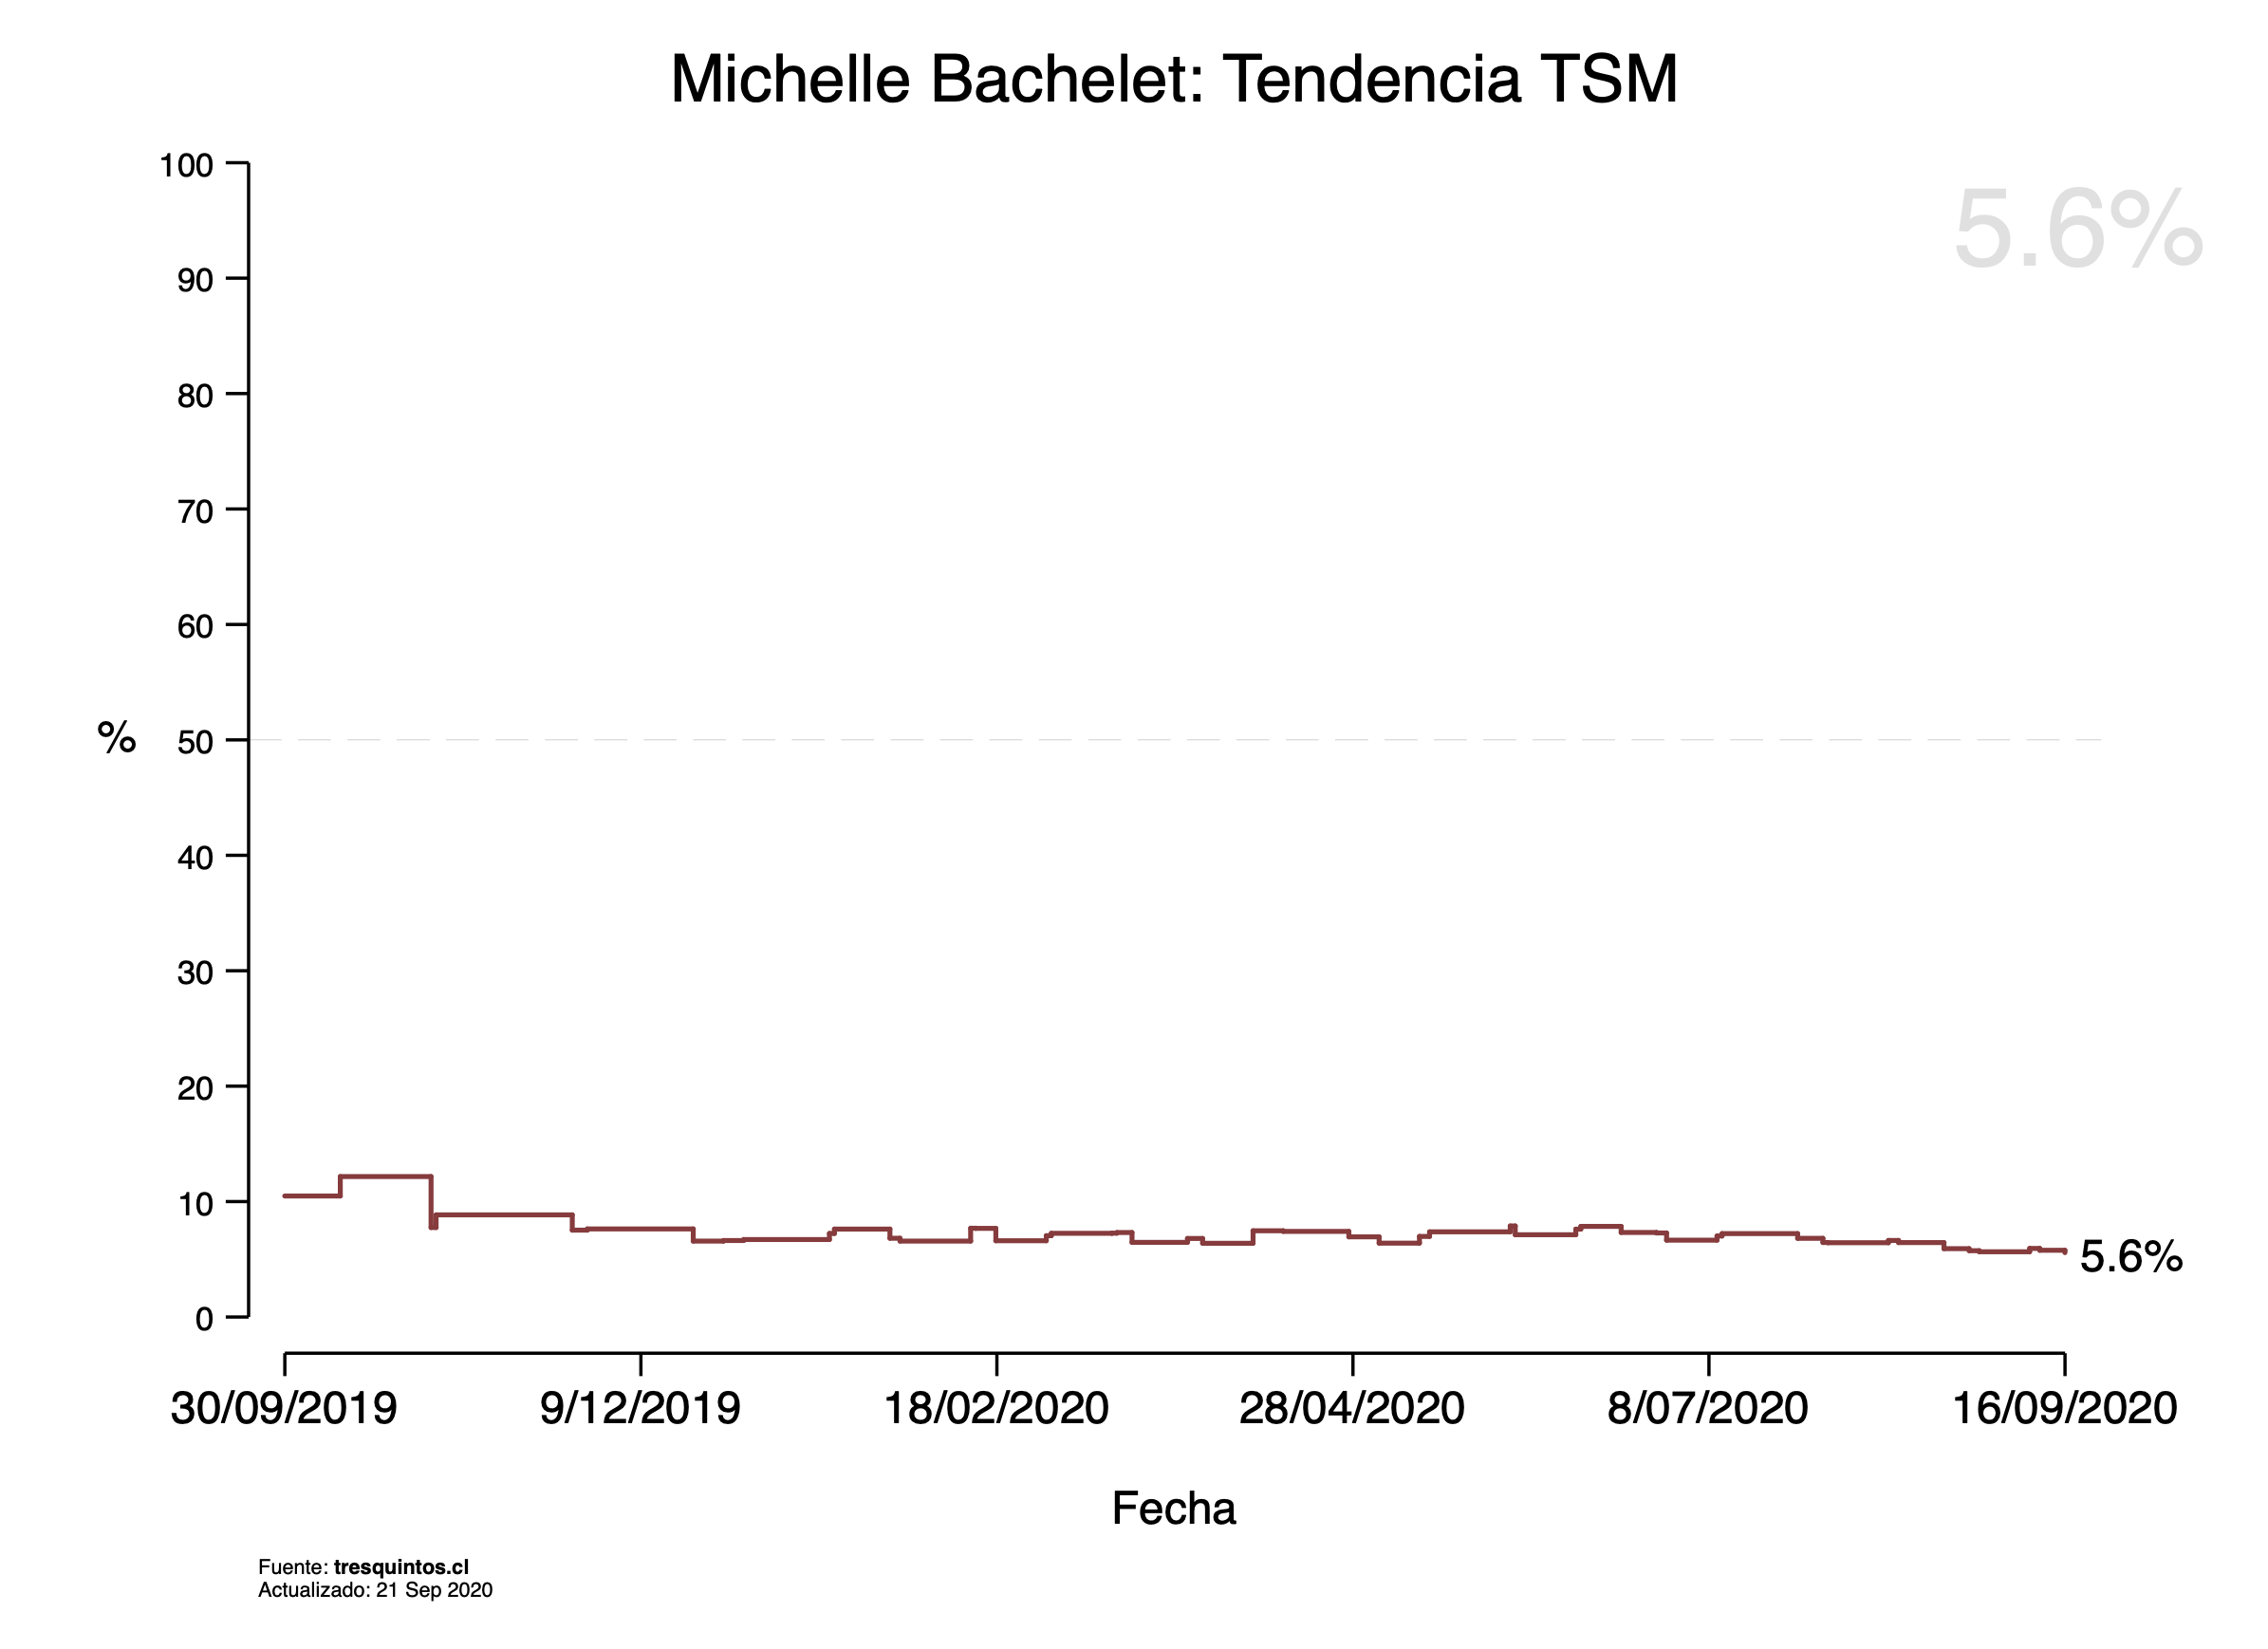 Michelle Bachelet: Tendencia TSM
5.6%
100
90
80
70
60
% 50
40
30
20
10
0
5.6%
30/09/2019 9/12/2019 18/02/2020 28/04/2020 8/07/2020 16/09/2020
Fecha
Fuente: tresquintos.cl
Actualizado: 21 Sep 2020